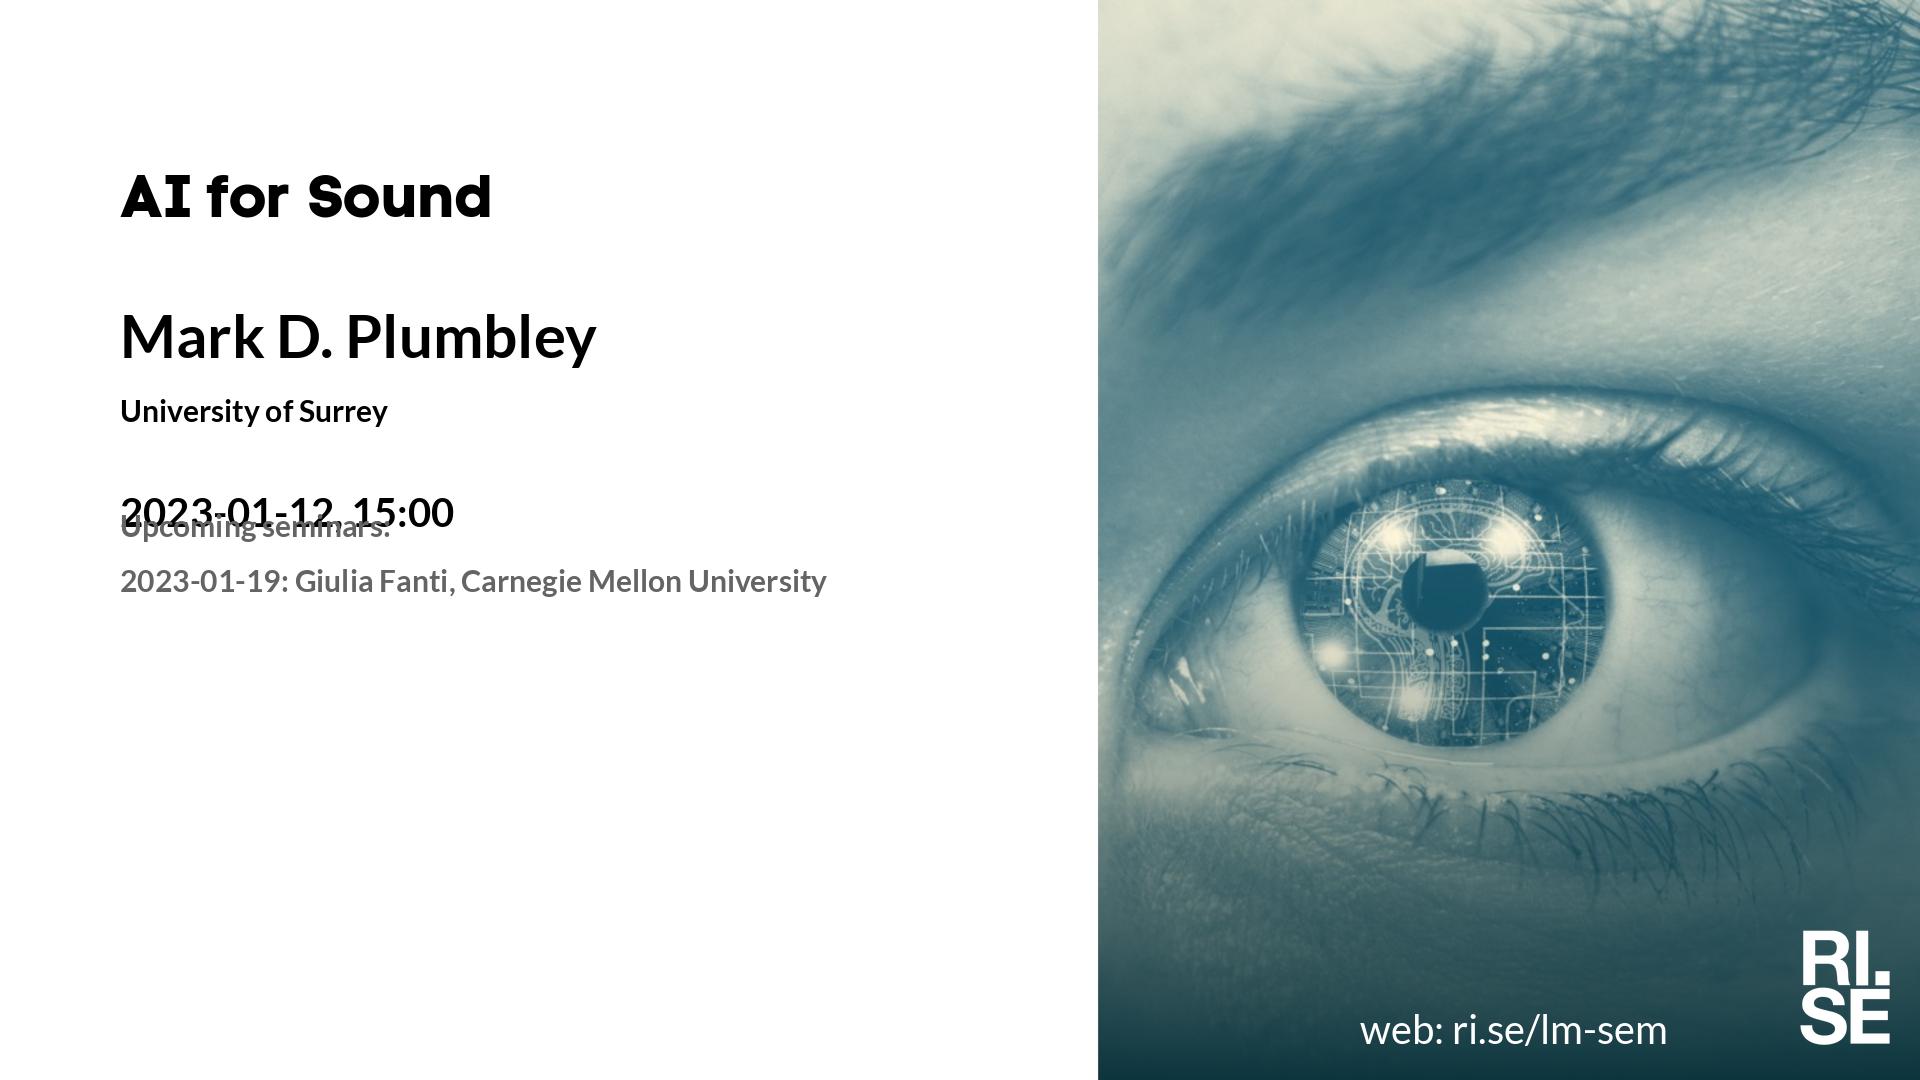 AI for Sound
Mark D. Plumbley
University of Surrey
2023-01-12, 15:00
Upcoming seminars:
2023-01-19: Giulia Fanti, Carnegie Mellon University
web: ri.se/lm-sem
RI.
SE